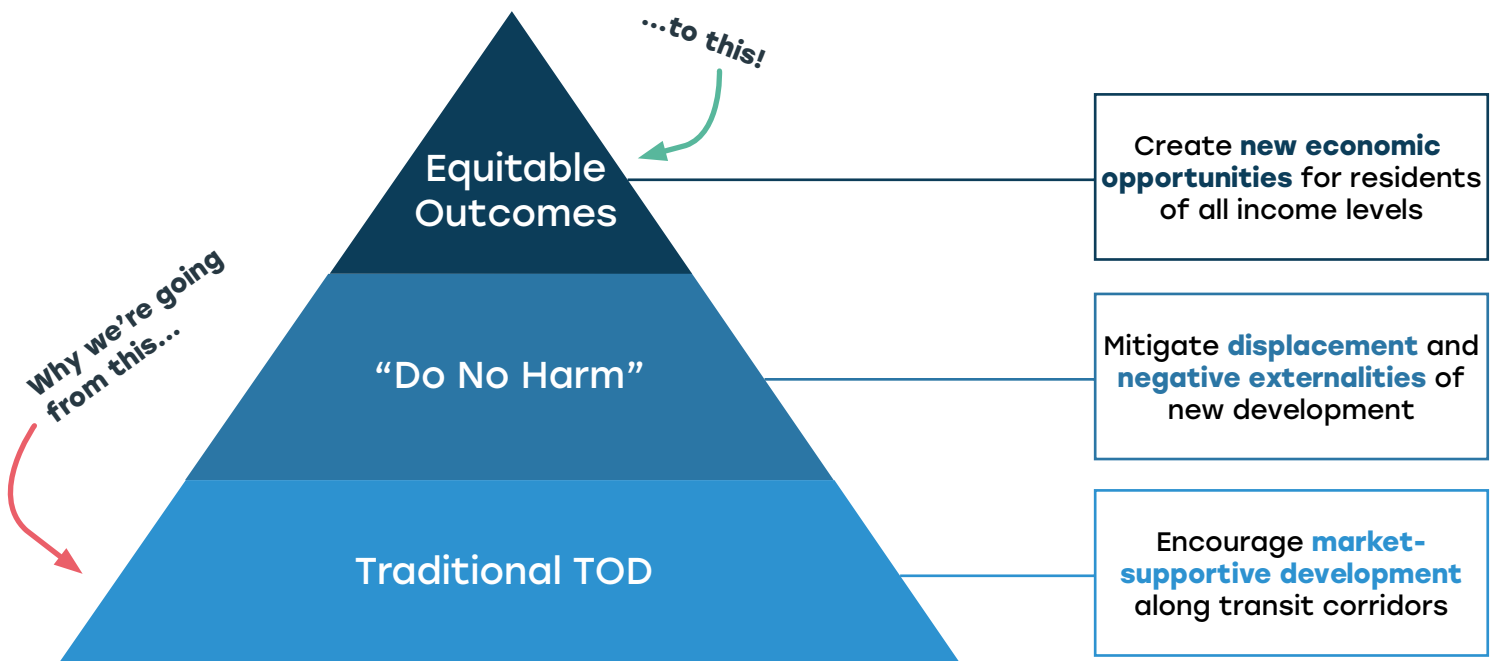 ...to this!
Equitable
Outcomes
Create new economic
opportunities for residents
of all income levels
Why we’re going
from this...
“Do No Harm”
Mitigate displacement and
negative externalities of
new development
Traditional TOD
Encourage market-
supportive development
along transit corridors